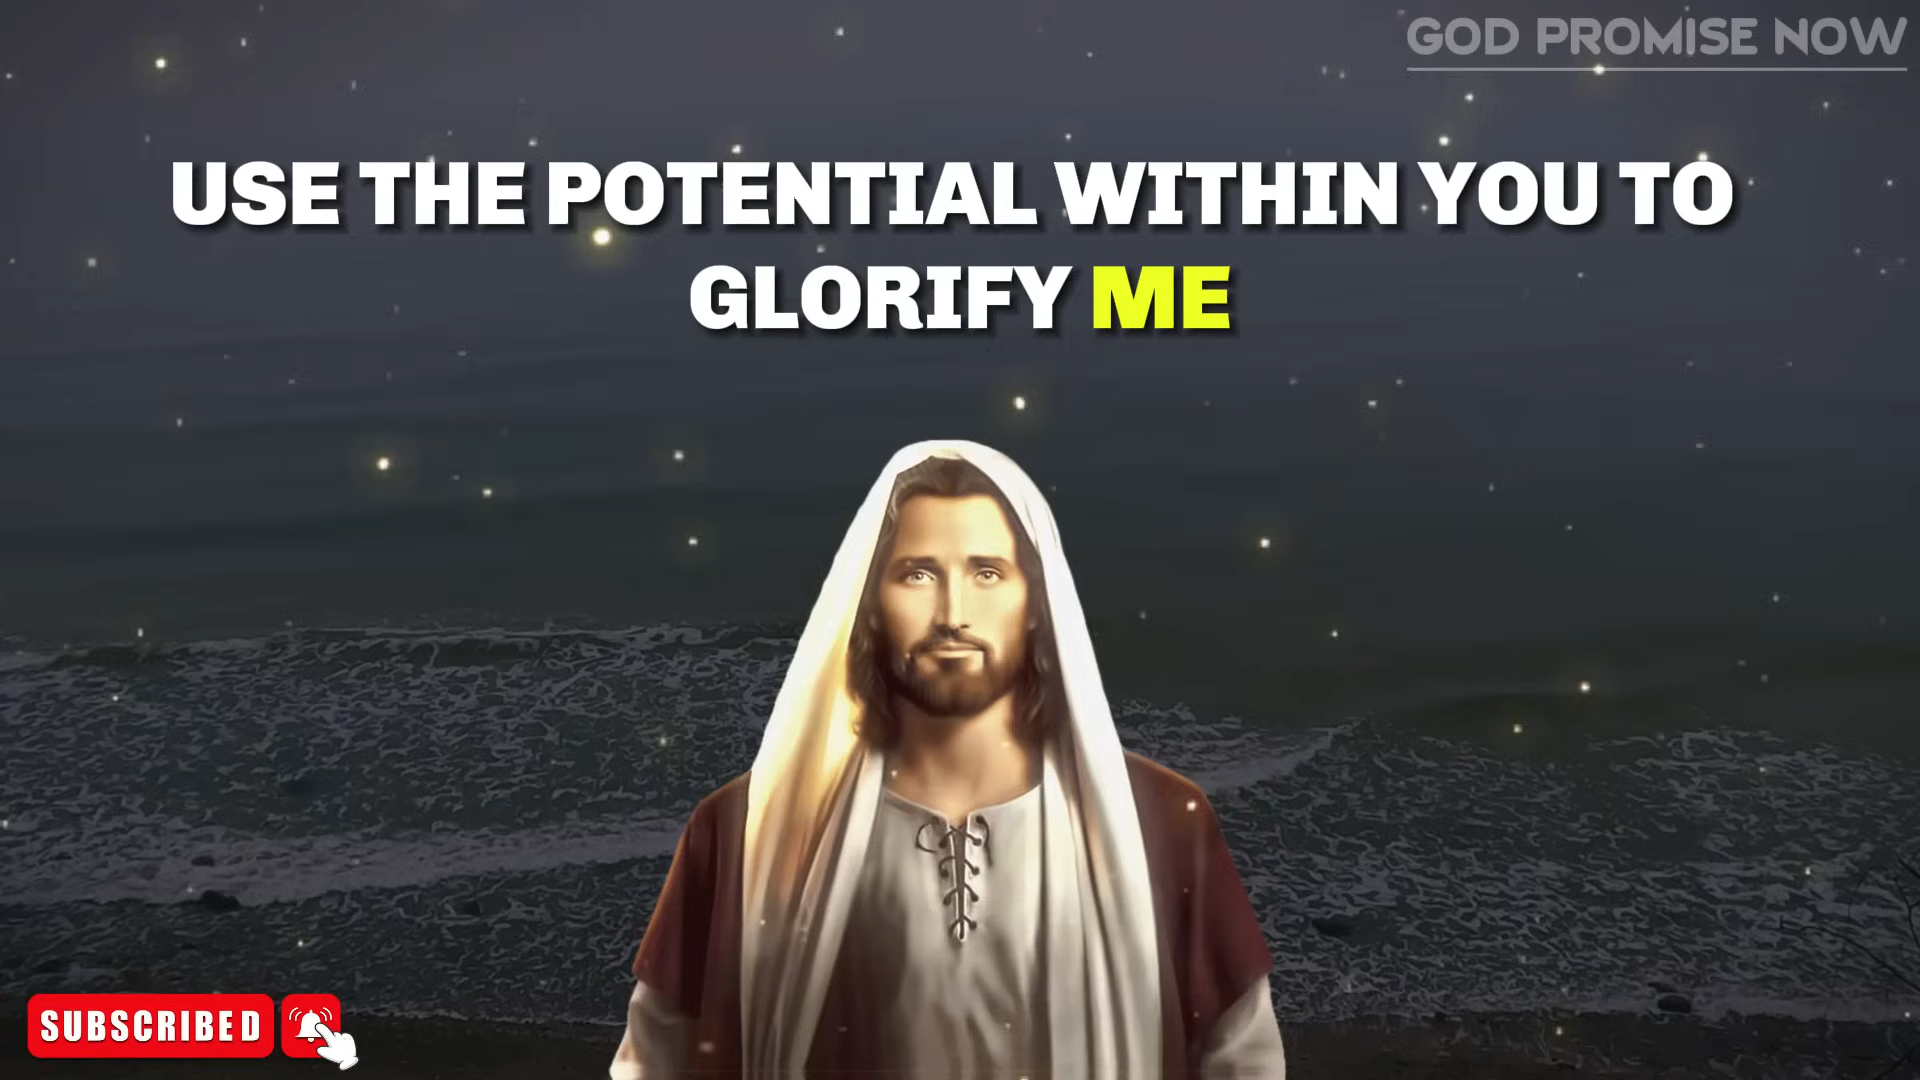 GOD PROMISE NOW
USE THE POTENTIAL WITHIN YOU TO
GLORIFY ME
SUBSCRIBED